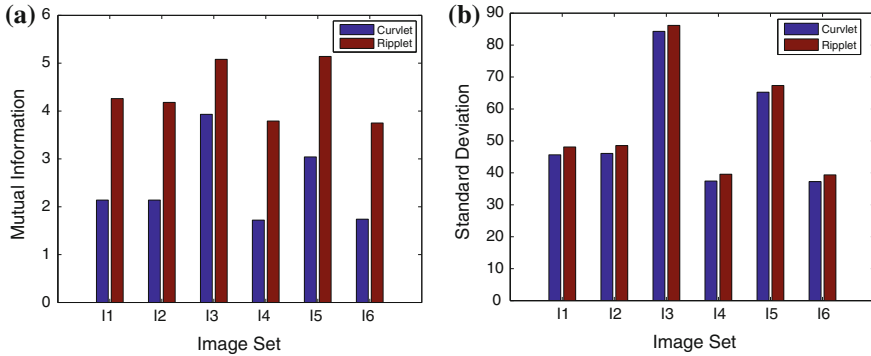 (a)
Mutual Information
6
5
4
3
2
1
0
Curvlet
Ripplet
I1 I2 I3 I4 I5 I6
Image Set
(b)
Standard Deviation
90
80
70
60
50
40
30
20
10
0
Curvlet
Ripplet
I1 I2 I3 I4 I5 I6
Image Set